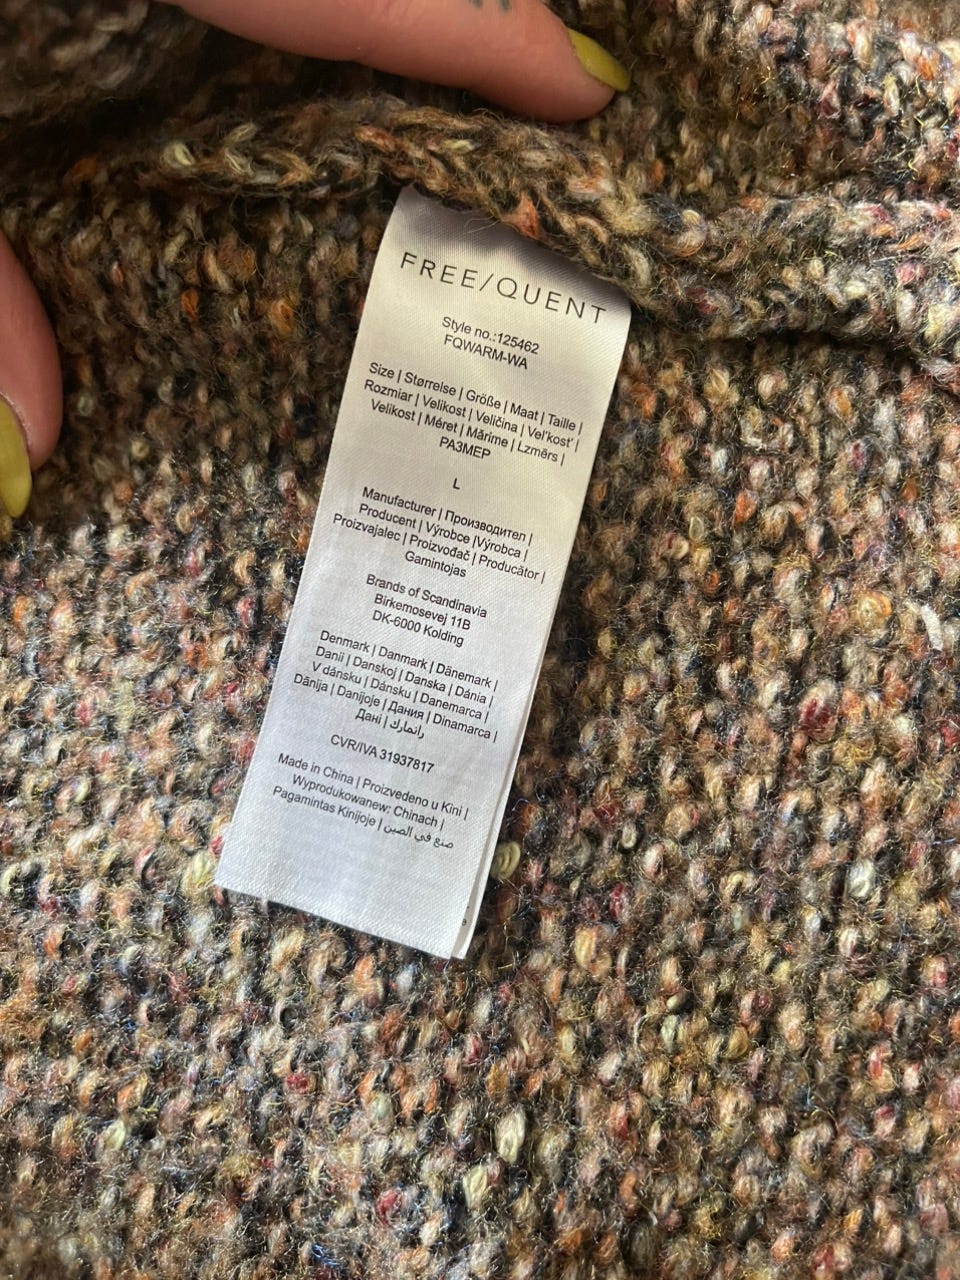 FREE/QUENT
Style no.:125462
FQWARM-WA
Size | Størrelse | Größe | Maat | Taille |
Rozmiar | Velikost | Veličina | Vel'kost' |
Velikost | Méret | Mărime | Lzmērs |
РАЗМЕР
L
Manufacturer | Производител |
Producent | Výrobce |Výrobca |
Proizvajalec | Proizvođač | Producător |
Gamintojas
Brands of Scandinavia
Birkemosevej 11B
DK-6000 Kolding
Denmark | Danmark | Dänemark |
Danii | Danskoj | Danska | Dánia |
V dánsku | Dánsku | Danemarca |
Dānija | Danijoje | Дания | Dinamarca |
Дані | رانمارك
CVR/IVA 31937817
Made in China | Proizvedeno u Kini |
Wyprodukowanew: Chinach |
Pagamintas Kinijoje | صنع في الصين
e